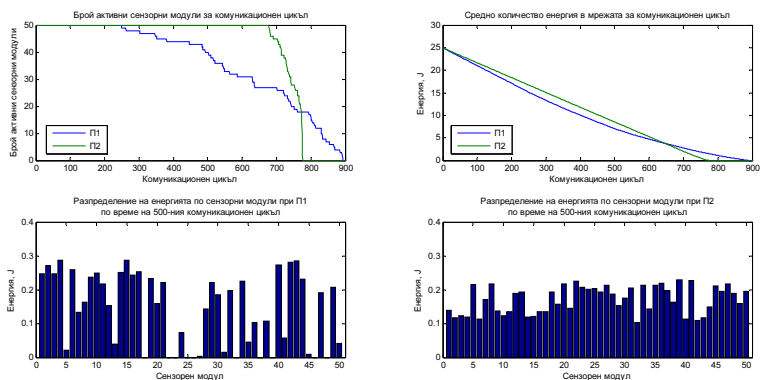 Брой активни сензорни модули за комуникационен цикъл
Брой активни сензорни модули
50
40
30
20
10
0
П1
П2
0 100 200 300 400 500 600 700 800 900
Комуникационен цикъл
Средно количество енергия в мрежата за комуникационен цикъл
Енергия, J
30
25
20
15
10
5
0
П1
П2
0 100 200 300 400 500 600 700 800 900
Комуникационен цикъл
Разпределение на енергията по сензорни модули при П1
по време на 500-ния комуникационен цикъл
Енергия, J
0.4
0.3
0.2
0.1
0
0 5 10 15 20 25 30 35 40 45 50
Сензорен модул
Разпределение на енергията по сензорни модули при П2
по време на 500-ния комуникационен цикъл
Енергия, J
0.4
0.3
0.2
0.1
0
0 5 10 15 20 25 30 35 40 45 50
Сензорен модул